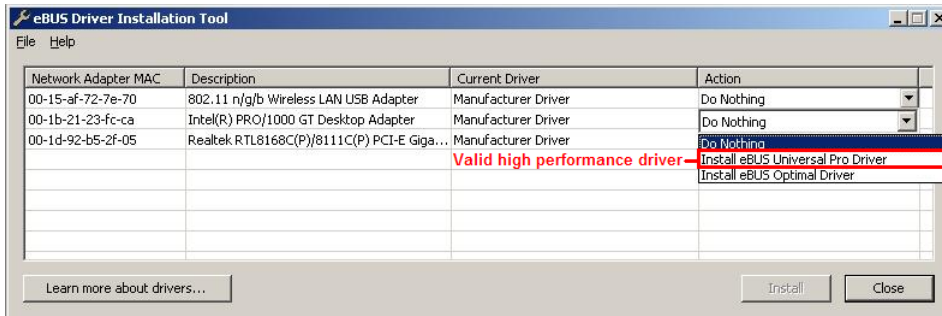 eBUS Driver Installation Tool
File Help
Network Adapter MAC Description Current Driver Action
00-15-af-72-7e-70 802.11 n/g/b Wireless LAN USB Adapter Manufacturer Driver Do Nothing
00-1b-21-23-fc-ca Intel(R) PRO/1000 GT Desktop Adapter Manufacturer Driver Do Nothing
00-1d-92-b5-2f-05 Realtek RTL8168C(P)/8111C(P) PCI-E Giga... Manufacturer Driver Do Nothing
Valid high performance driver Install eBUS Universal Pro Driver
Install eBUS Optimal Driver
Learn more about drivers... Install Close